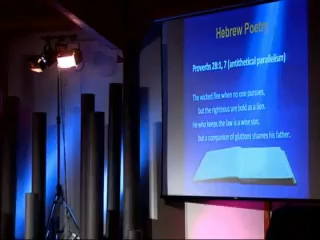 Hebrew Poetry
Proverbs 28:1, 7 (antithetical parallelism)
The wicked flee when no one pursues,
but the righteous are bold as a lion.
He who keeps the law is a wise son,
but a companion of gluttons shames his father.